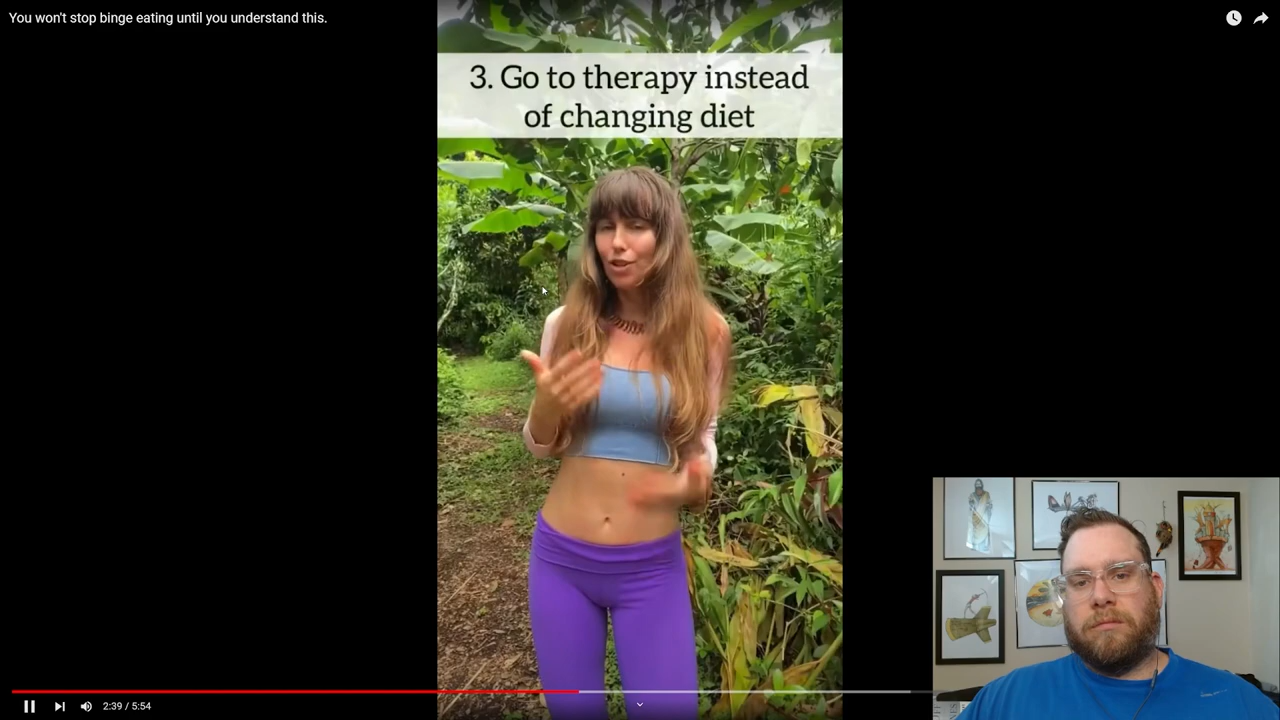 You won't stop binge eating until you understand this.
3. Go to therapy instead
of changing diet
2:39 / 5:54